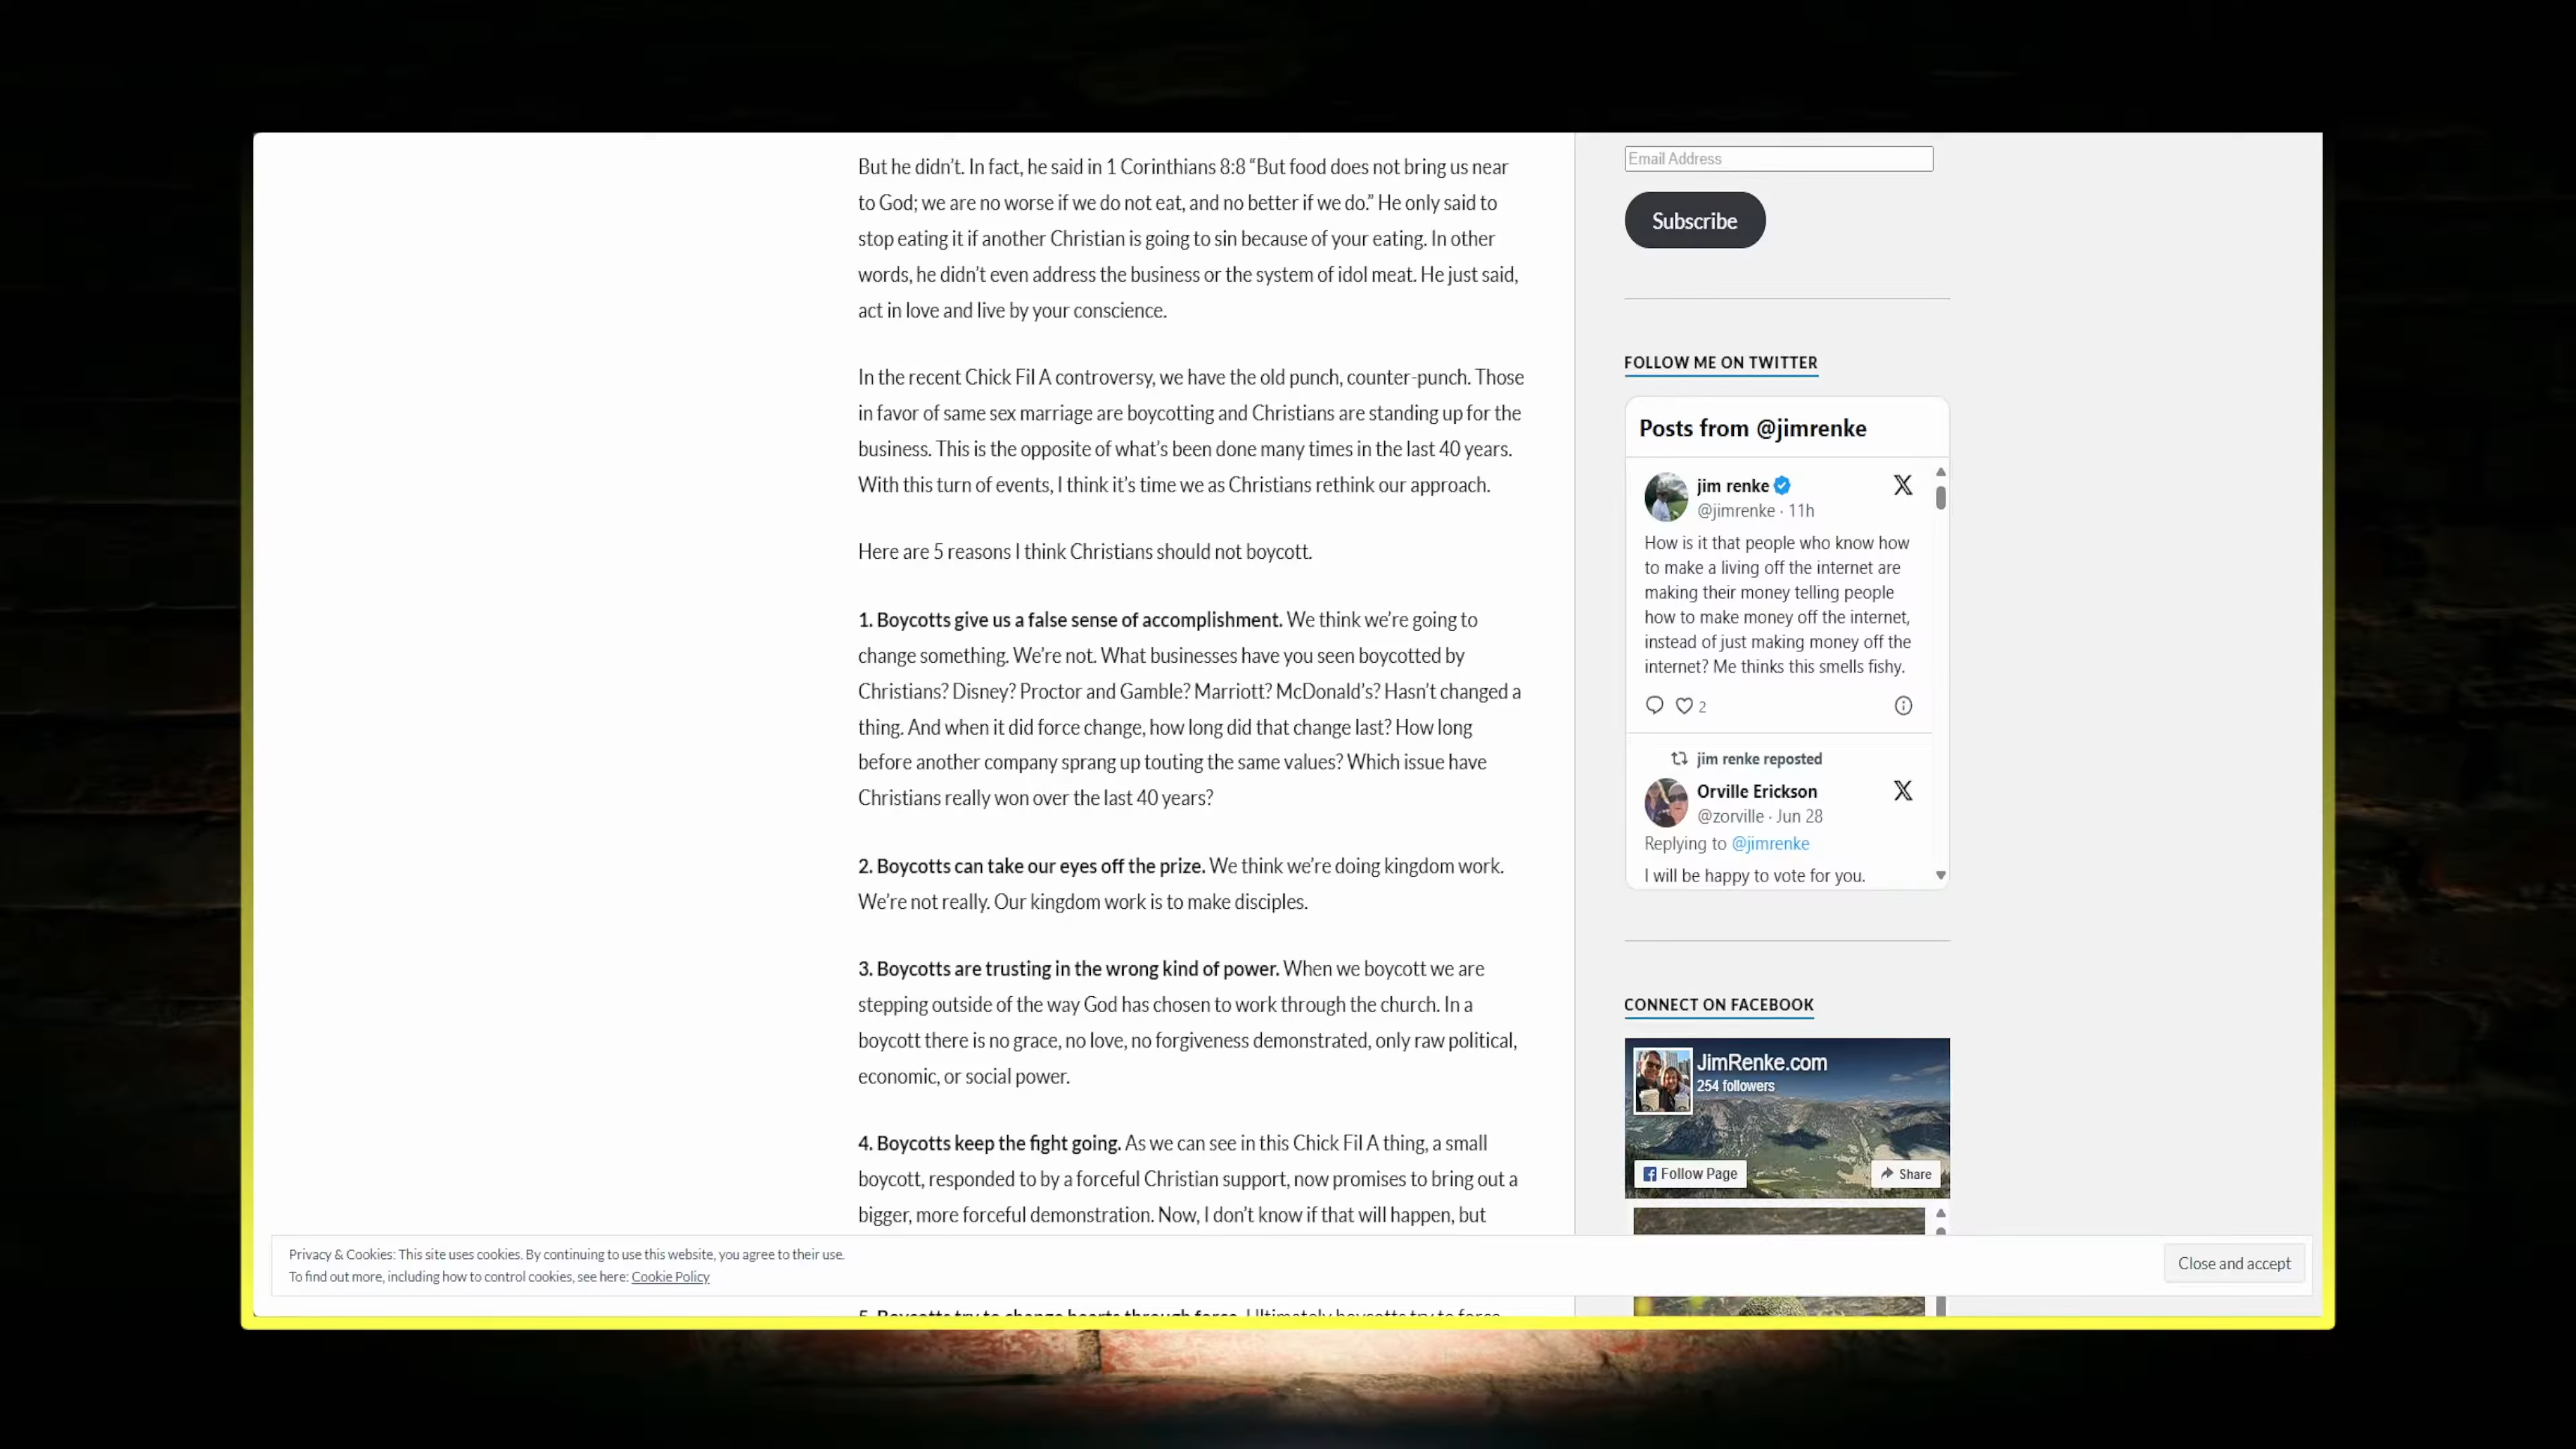 But he didn't. In fact, he said in 1 Corinthians 8:8 “But food does not bring us near
to God; we are no worse if we do not eat, and no better if we do.” He only said to
stop eating it if another Christian is going to sin because of your eating. In other
words, he didn't even address the business or the system of idol meat. He just said,
act in love and live by your conscience.
In the recent Chick Fil A controversy, we have the old punch, counter-punch. Those
in favor of same sex marriage are boycotting and Christians are standing up for the
business. This is the opposite of what's been done many times in the last 40 years.
With this turn of events, I think it's time we as Christians rethink our approach.
Here are 5 reasons I think Christians should not boycott.
1. Boycotts give us a false sense of accomplishment. We think we're going to
change something. We're not. What businesses have you seen boycotted by
Christians? Disney? Proctor and Gamble? Marriott? McDonald's? Hasn't changed a
thing. And when it did force change, how long did that change last? How long
before another company sprang up touting the same values? Which issue have
Christians really won over the last 40 years?
2. Boycotts can take our eyes off the prize. We think we're doing kingdom work.
We're not really. Our kingdom work is to make disciples.
3. Boycotts are trusting in the wrong kind of power. When we boycott we are
stepping outside of the way God has chosen to work through the church. In a
boycott there is no grace, no love, no forgiveness demonstrated, only raw political,
economic, or social power.
4. Boycotts keep the fight going. As we can see in this Chick Fil A thing, a small
boycott, responded to by a forceful Christian support, now promises to bring out a
bigger, more forceful demonstration. Now, I don't know if that will happen, but
5. Boycotts try to change hearts through force. Ultimately boycotts try to force
Email Address
Subscribe
FOLLOW ME ON TWITTER
Posts from @jimrenke
jim renke
@jimrenke · 11h
How is it that people who know how
to make a living off the internet are
making their money telling people
how to make money off the internet,
instead of just making money off the
internet? Me thinks this smells fishy.
2
jim renke reposted
Orville Erickson
@zorville · Jun 28
Replying to @jimrenke
I will be happy to vote for you.
CONNECT ON FACEBOOK
JimRenke.com
254 followers
Follow Page
Share
Privacy & Cookies: This site uses cookies. By continuing to use this website, you agree to their use.
To find out more, including how to control cookies, see here: Cookie Policy
Close and accept